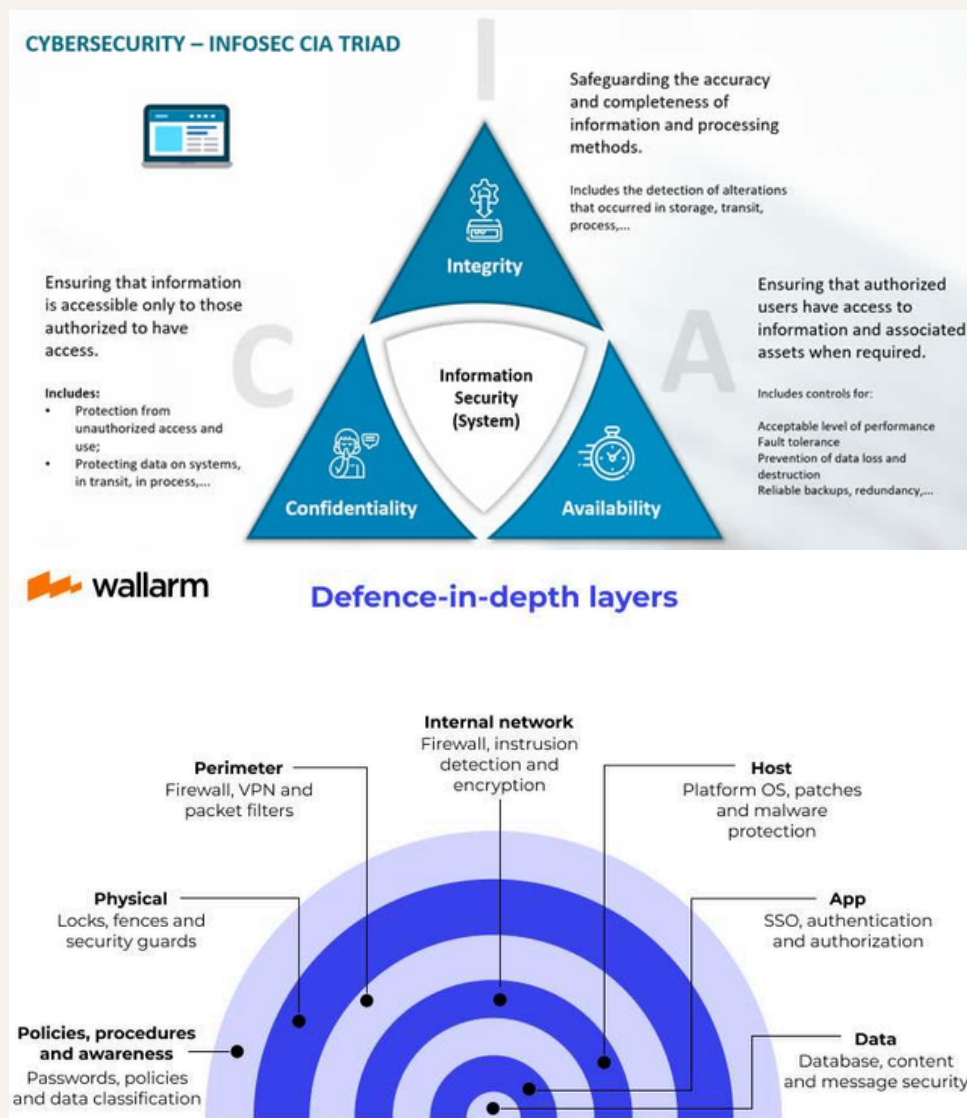 CYBERSECURITY – INFOSEC CIA TRIAD
I
Safeguarding the accuracy
and completeness of
information and processing
methods.
Includes the detection of alterations
that occurred in storage, transit,
process,...
Integrity
Ensuring that information
is accessible only to those
authorized to have
access.
Includes:
• Protection from
unauthorized access and
use;
• Protecting data on systems,
in transit, in process,...
C
Information
Security
(System)
A
Ensuring that authorized
users have access to
information and associated
assets when required.
Includes controls for:
Acceptable level of performance
Fault tolerance
Prevention of data loss and
destruction
Reliable backups, redundancy,...
Confidentiality
Availability
wallarm
Defence-in-depth layers
Internal network
Firewall, instrusion
detection and
encryption
Perimeter
Firewall, VPN and
packet filters
Host
Platform OS, patches
and malware
protection
Physical
Locks, fences and
security guards
App
SSO, authentication
and authorization
Policies, procedures
and awareness
Passwords, policies
and data classification
Data
Database, content
and message security